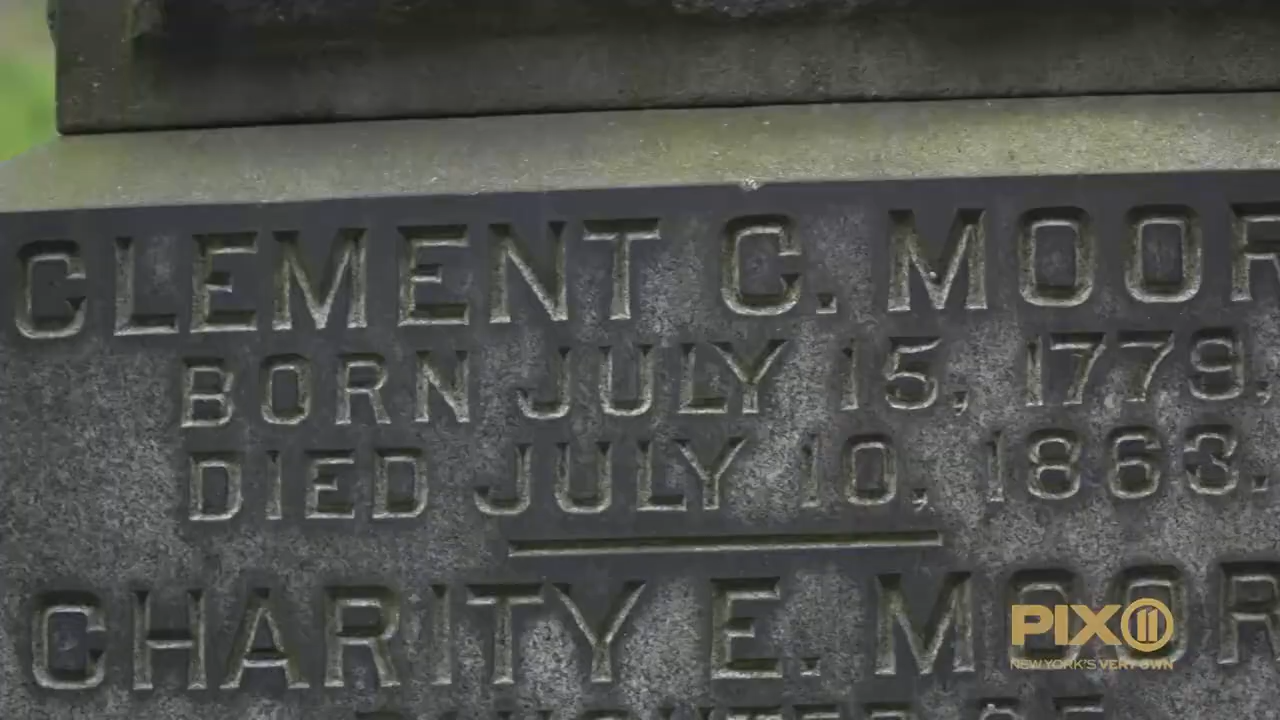 CLEMENT C. MOOR
BORN JULY 15, 1779.
DIED JULY 10, 1863.
CHARITY E. MOOR
PIX 11
NEW YORK'S VERY OWN